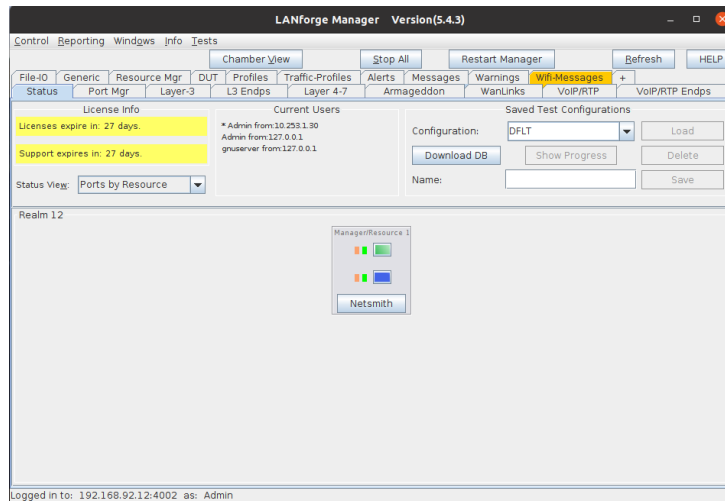 LANforge Manager Version(5.4.3)
Control Reporting Windows Info Tests
Chamber View Stop All Restart Manager Refresh HELP
File-IO Generic Resource Mgr DUT Profiles Traffic-Profiles Alerts Messages Warnings Wifi-Messages +
Status Port Mgr Layer-3 L3 Endps Layer 4-7 Armageddon WanLinks VoIP/RTP VoIP/RTP Endps
License Info
Licenses expire in: 27 days.
Support expires in: 27 days.
Status View: Ports by Resource
Current Users
* Admin from:10.253.1.30
Admin from:127.0.0.1
gnuserver from:127.0.0.1
Saved Test Configurations
Configuration: DFLT Load
Download DB Show Progress Delete
Name: Save
Realm 12
Manager/Resource 1
Netsmith
Logged in to: 192.168.92.12:4002 as: Admin